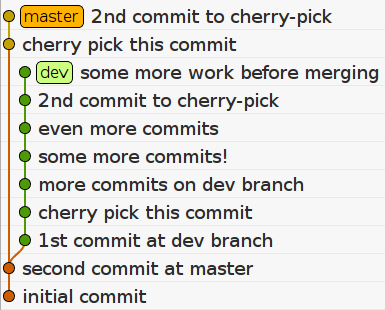 master 2nd commit to cherry-pick
cherry pick this commit
dev some more work before merging
2nd commit to cherry-pick
even more commits
some more commits!
more commits on dev branch
cherry pick this commit
1st commit at dev branch
second commit at master
initial commit